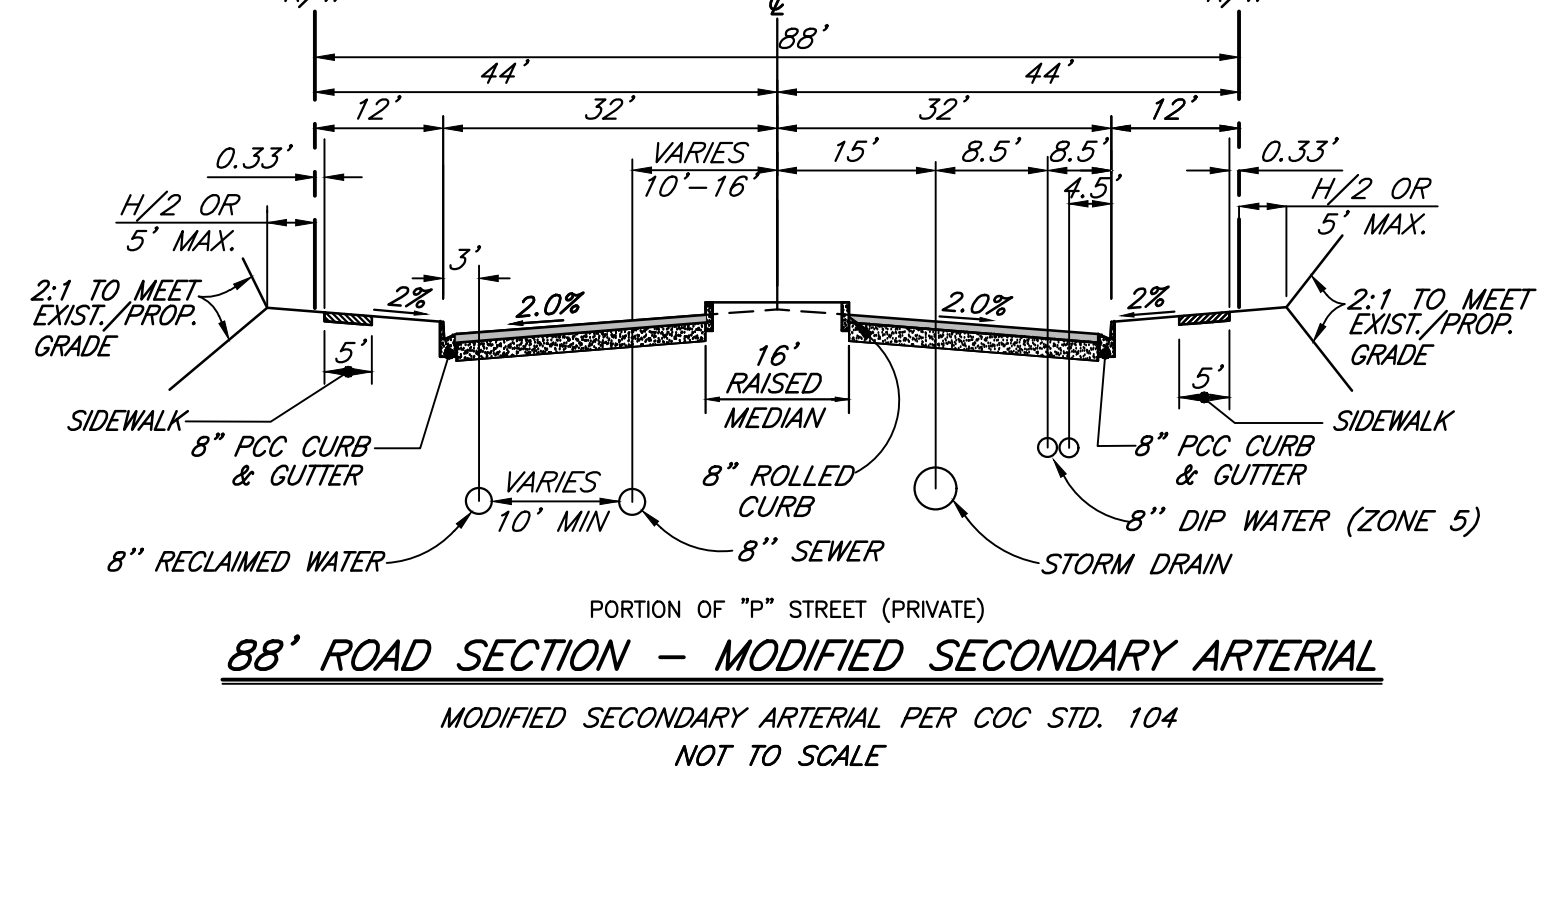 88'
44' 44'
12' 32' 32' 12'
0.33' VARIES 15' 8.5' 8.5' 0.33'
10'-16' 4.5'
H/2 OR H/2 OR
5' MAX. 5' MAX.
3'
2:1 TO MEET 2% 2.0% 2.0% 2% 2:1 TO MEET
EXIST./PROP. EXIST./PROP.
GRADE GRADE
5' 16' 5'
RAISED
MEDIAN
SIDEWALK SIDEWALK
8" PCC CURB 8" PCC CURB
& GUTTER & GUTTER
8" ROLLED
CURB
VARIES
10' MIN
8'' DIP WATER (ZONE 5)
8'' RECLAIMED WATER 8'' SEWER STORM DRAIN
PORTION OF "P" STREET (PRIVATE)
88' ROAD SECTION - MODIFIED SECONDARY ARTERIAL
MODIFIED SECONDARY ARTERIAL PER COC STD. 104
NOT TO SCALE